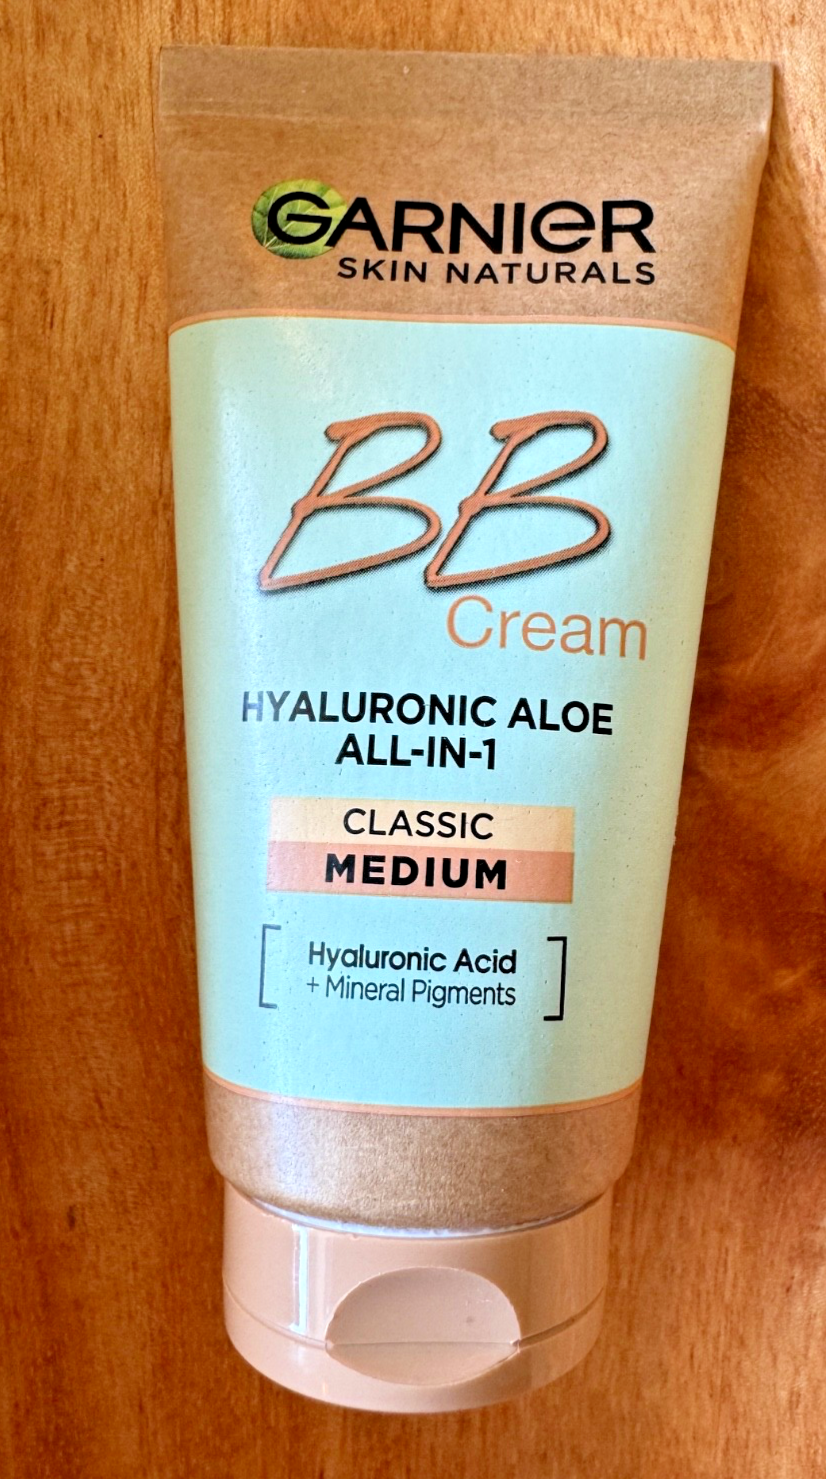 GARNIER
SKIN NATURALS
BB
Cream
HYALURONIC ALOE
ALL-IN-1
CLASSIC
MEDIUM
[ Hyaluronic Acid
+ Mineral Pigments ]